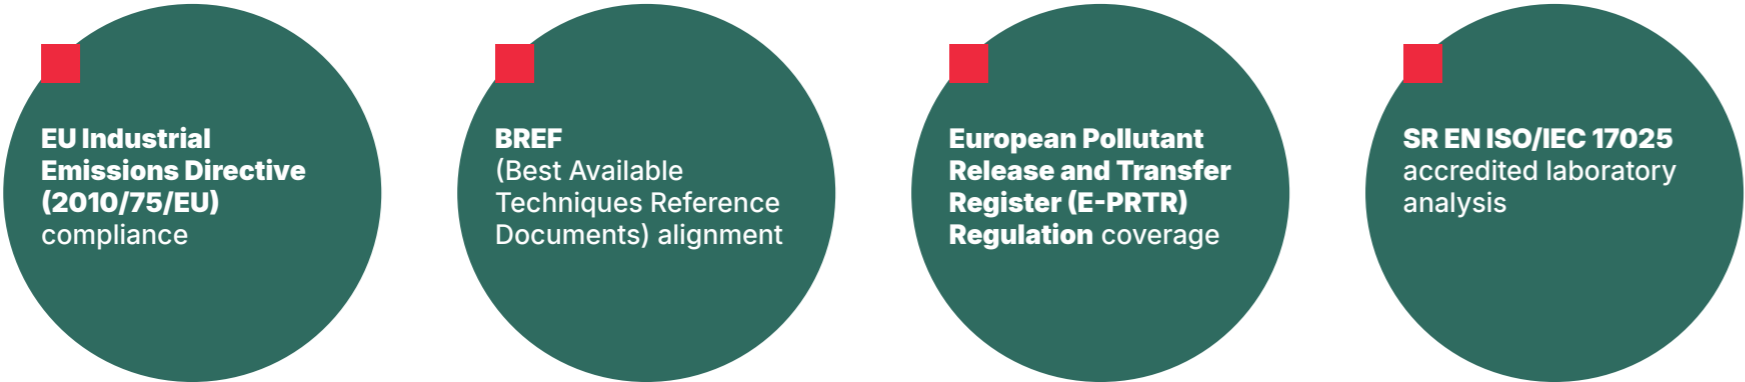 EU Industrial
Emissions Directive
(2010/75/EU)
compliance
BREF
(Best Available
Techniques Reference
Documents) alignment
European Pollutant
Release and Transfer
Register (E-PRTR)
Regulation coverage
SR EN ISO/IEC 17025
accredited laboratory
analysis